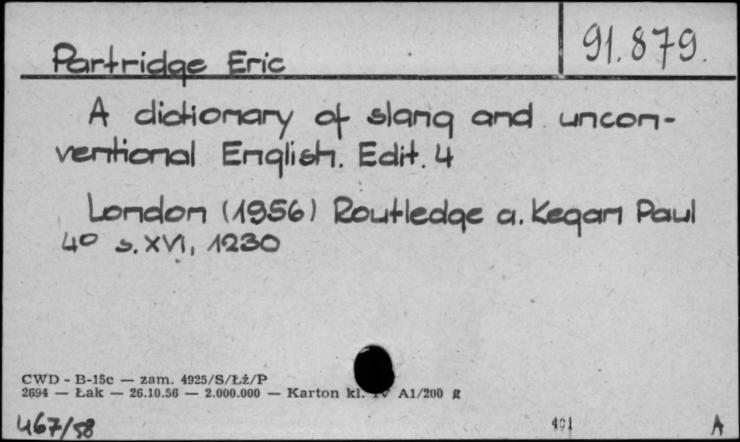 Partridge Eric 91.879.
A dictionary of slang and uncon-
ventional English. Edit. 4
London (1956) Routledge a. Kegan Paul
4° s. XVI, 1230
CWD - B-15c — zam. 4925/S/Łż/P
2694 — Łak — 26.10.56 — 2.000.000 — Karton kl. IV A1/200 g
467/58 A